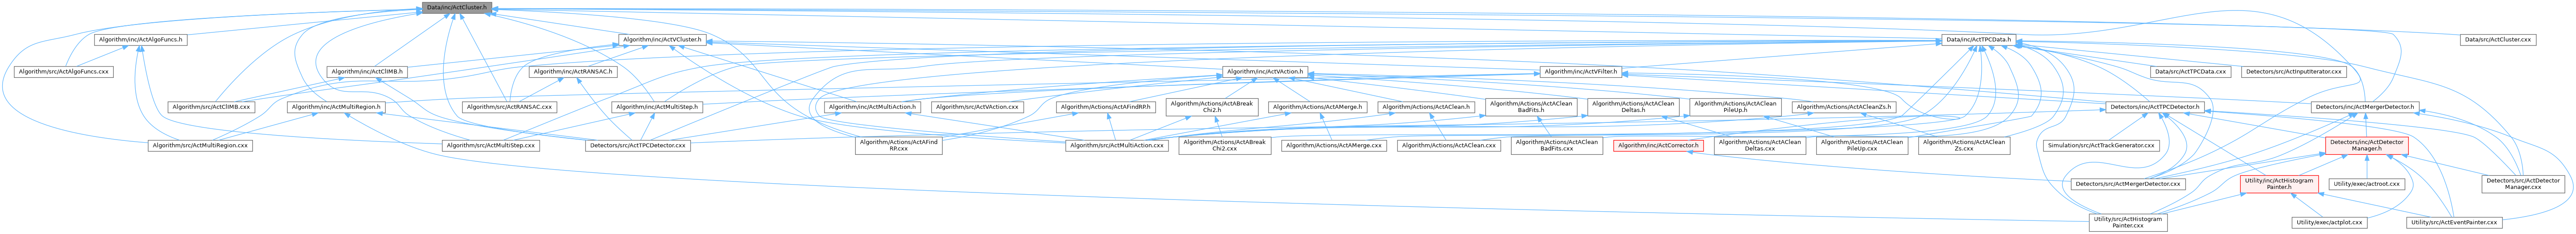 Data/inc/ActCluster.h
Algorithm/inc/ActAlgoFuncs.h
Algorithm/inc/ActVCluster.h
Data/inc/ActTPCData.h
Data/src/ActCluster.cxx
Algorithm/src/ActAlgoFuncs.cxx
Algorithm/inc/ActCliMB.h
Algorithm/inc/ActRANSAC.h
Algorithm/inc/ActVAction.h
Algorithm/inc/ActVFilter.h
Data/src/ActTPCData.cxx
Detectors/src/ActInputIterator.cxx
Algorithm/src/ActCliMB.cxx
Algorithm/inc/ActMultiRegion.h
Algorithm/src/ActRANSAC.cxx
Algorithm/inc/ActMultiStep.h
Algorithm/inc/ActMultiAction.h
Algorithm/src/ActVAction.cxx
Algorithm/Actions/ActAFindRP.h
Algorithm/Actions/ActABreak
Chi2.h
Algorithm/Actions/ActAMerge.h
Algorithm/Actions/ActAClean.h
Algorithm/Actions/ActAClean
BadFits.h
Algorithm/Actions/ActAClean
Deltas.h
Algorithm/Actions/ActAClean
PileUp.h
Algorithm/Actions/ActACleanZs.h
Detectors/inc/ActTPCDetector.h
Detectors/inc/ActMergerDetector.h
Algorithm/src/ActMultiRegion.cxx
Algorithm/src/ActMultiStep.cxx
Detectors/src/ActTPCDetector.cxx
Algorithm/Actions/ActAFind
RP.cxx
Algorithm/src/ActMultiAction.cxx
Algorithm/Actions/ActABreak
Chi2.cxx
Algorithm/Actions/ActAMerge.cxx
Algorithm/Actions/ActAClean.cxx
Algorithm/Actions/ActAClean
BadFits.cxx
Algorithm/inc/ActCorrector.h
Algorithm/Actions/ActAClean
Deltas.cxx
Algorithm/Actions/ActAClean
PileUp.cxx
Algorithm/Actions/ActAClean
Zs.cxx
Simulation/src/ActTrackGenerator.cxx
Detectors/inc/ActDetector
Manager.h
Detectors/src/ActMergerDetector.cxx
Utility/inc/ActHistogram
Painter.h
Utility/exec/actroot.cxx
Detectors/src/ActDetector
Manager.cxx
Utility/src/ActHistogram
Painter.cxx
Utility/exec/actplot.cxx
Utility/src/ActEventPainter.cxx